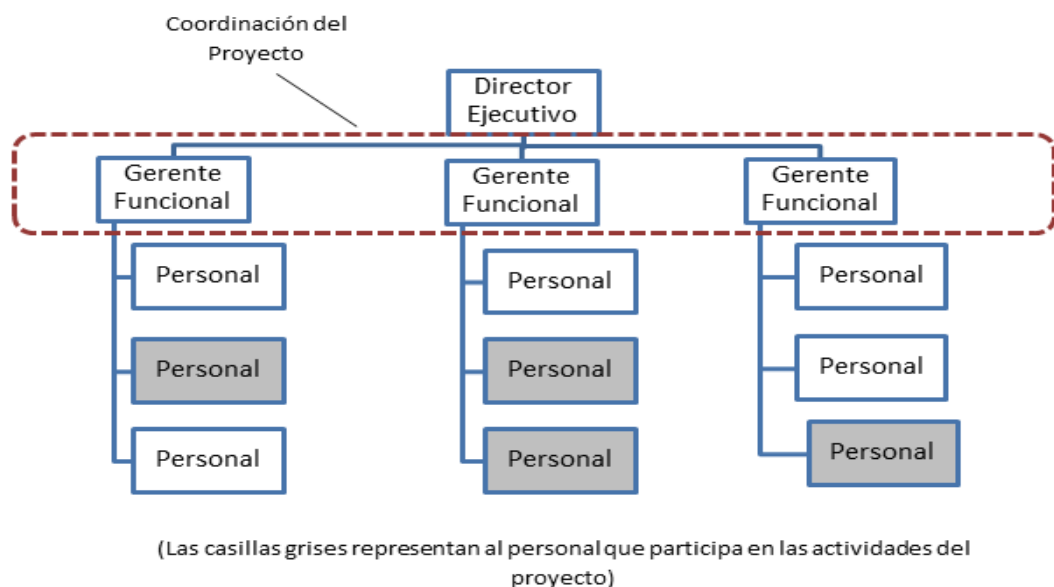 Coordinación del
Proyecto
Director
Ejecutivo
Gerente
Funcional
Gerente
Funcional
Gerente
Funcional
Personal
Personal
Personal
Personal
Personal
Personal
Personal
Personal
Personal
(Las casillas grises representan al personal que participa en las actividades del
proyecto)